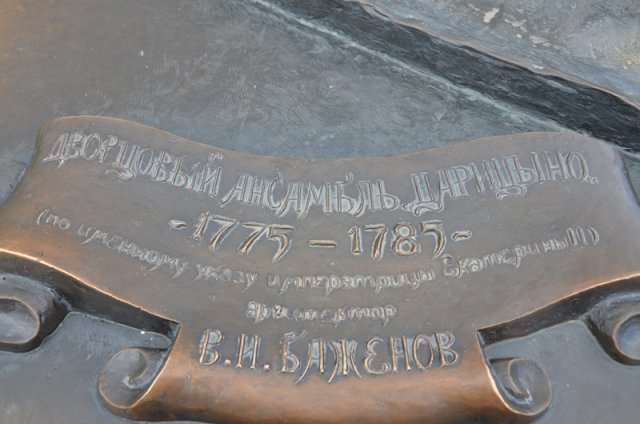 ДВОРЦОВЫЙ АНСАМБЛЬ „ЦАРИЦЫНО„
- 1775 – 1785 -
(по именному указу императрицы Екатерины II)
архитектор
В.И. БАЖЕНОВ